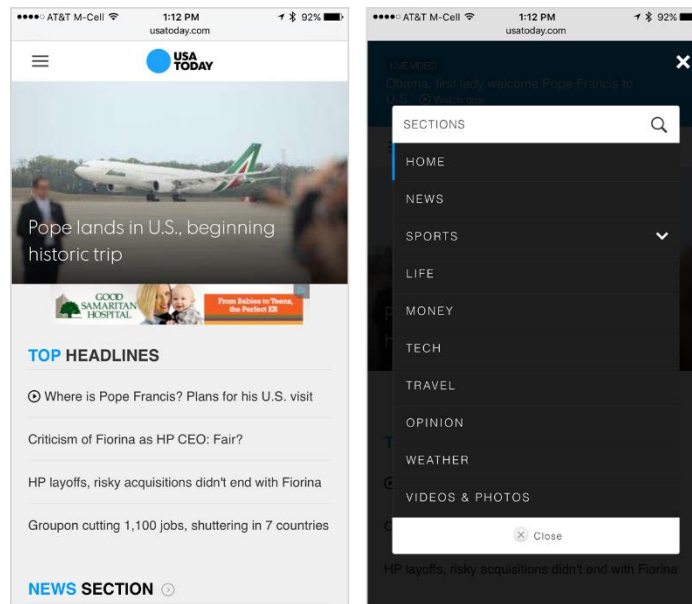 AT&T M-Cell
1:12 PM
92%
usatoday.com
USA
TODAY
Pope lands in U.S., beginning
historic trip
GOOD
SAMARITAN
HOSPITAL
From Babies to Teens,
the Perfect ER
TOP HEADLINES
Where is Pope Francis? Plans for his U.S. visit
Criticism of Fiorina as HP CEO: Fair?
HP layoffs, risky acquisitions didn't end with Fiorina
Groupon cutting 1,100 jobs, shuttering in 7 countries
NEWS SECTION
AT&T M-Cell
1:12 PM
92%
usatoday.com
LIVE VIDEO
Obama, first lady welcome Pope Francis to
U.S. Watch now
SECTIONS
HOME
NEWS
SPORTS
LIFE
MONEY
TECH
TRAVEL
OPINION
WEATHER
VIDEOS & PHOTOS
Close
HP layoffs, risky acquisitions didn't end with Fiorina